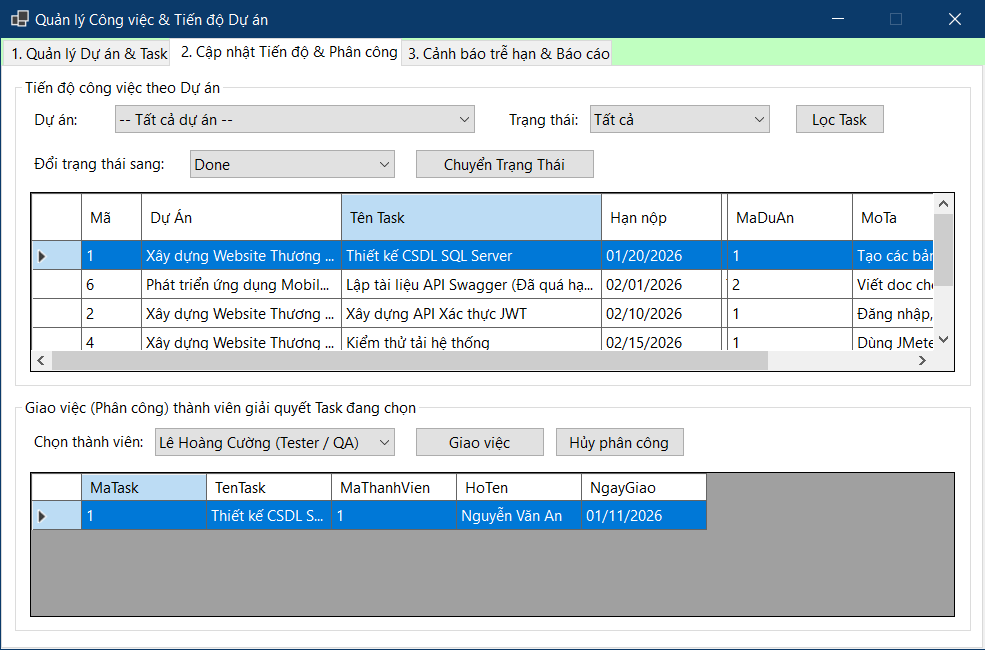 Quản lý Công việc & Tiến độ Dự án
1. Quản lý Dự án & Task 2. Cập nhật Tiến độ & Phân công 3. Cảnh báo trễ hạn & Báo cáo
Tiến độ công việc theo Dự án
Dự án: -- Tất cả dự án -- Trạng thái: Tất cả Lọc Task
Đổi trạng thái sang: Done Chuyển Trạng Thái
Mã Dự Án Tên Task Hạn nộp MaDuAn MoTa
1 Xây dựng Website Thương ... Thiết kế CSDL SQL Server 01/20/2026 1 Tạo các bản
6 Phát triển ứng dụng Mobil... Lập tài liệu API Swagger (Đã quá hạ... 02/01/2026 2 Viết doc ch
2 Xây dựng Website Thương ... Xây dựng API Xác thực JWT 02/10/2026 1 Đăng nhập,
4 Xây dựng Website Thương ... Kiểm thử tải hệ thống 02/15/2026 1 Dùng JMete
Giao việc (Phân công) thành viên giải quyết Task đang chọn
Chọn thành viên: Lê Hoàng Cường (Tester / QA) Giao việc Hủy phân công
MaTask TenTask MaThanhVien HoTen NgayGiao
1 Thiết kế CSDL S... 1 Nguyễn Văn An 01/11/2026